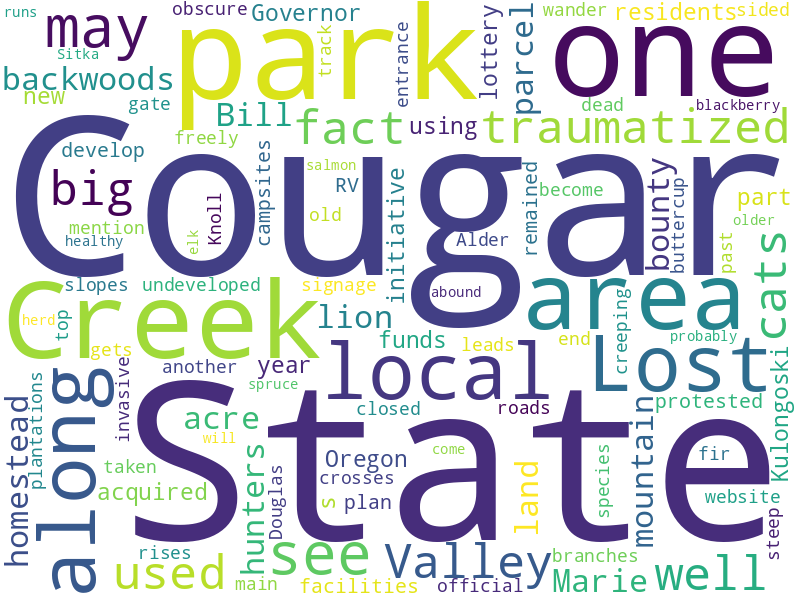 runs
may
obscure
Governor
park
track
entrance
lottery
parcel
wander
one
residents
sided
Sitka
backwoods
new
gate
Bill
freely
fact
using
dead
blackberry
traumatized
develop
big
mention
healthy
Cougar
elk
Knoll
campsites
salmon
RV
old
initiative
Alder
remained
become
bounty
buttercup
part
older
past
cats
slopes
undeveloped
signage
abound
area
herd
top
Creek
lion
funds
leads
end
creeping
probably
gets
another
year
spruce
local
Lost
invasive
plantations
homestead
along
acre
will
closed
roads
protested
Kulongoski
State
taken
acquired
hunters
Douglas
Oregon
crosses
s
plan
come
land
species
mountain
fir
website
steep
rises
used
see
main
facilities
Valley
official
branches
Marie
well